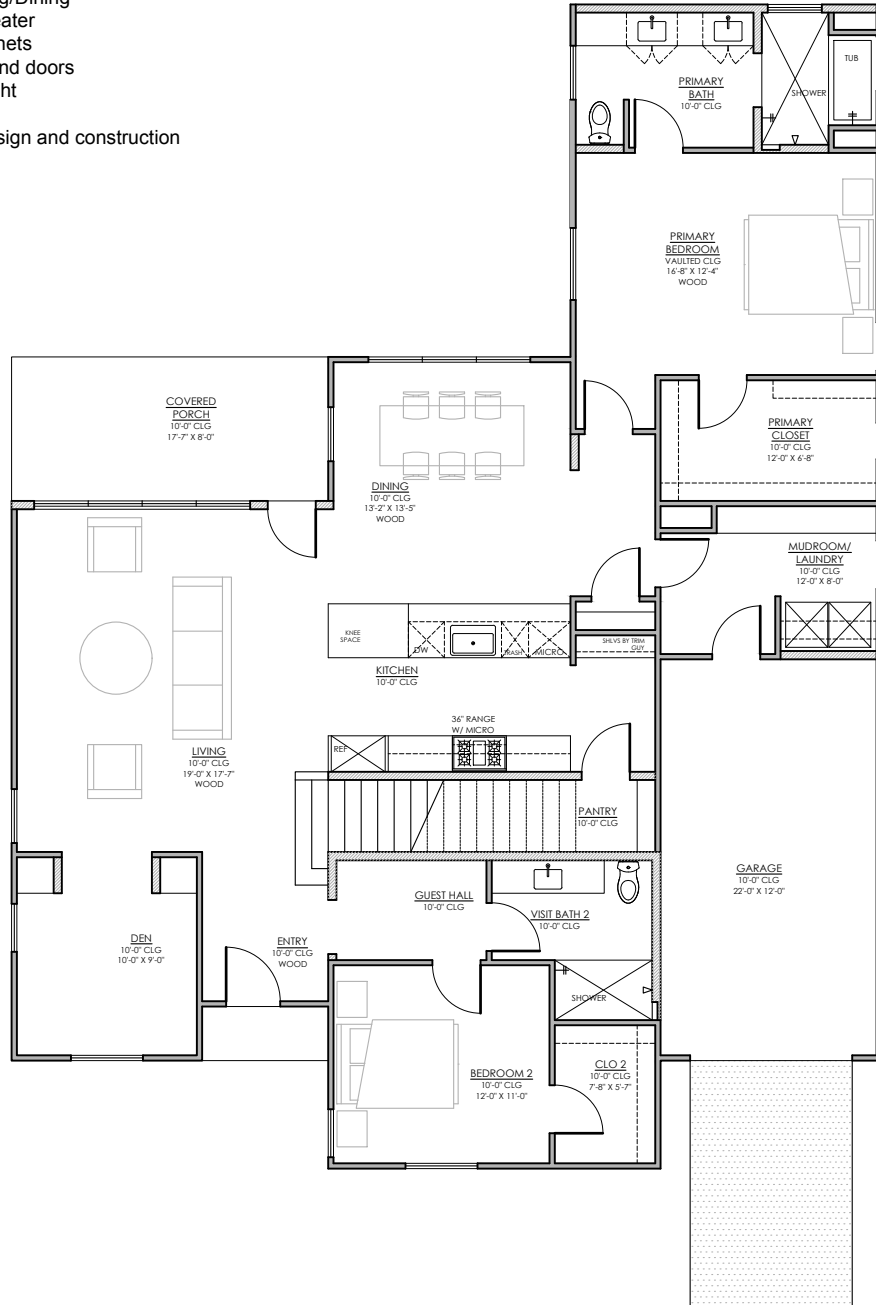 g/Dining
eater
nets
nd doors
ht
sign and construction
PRIMARY
BATH
10'-0" CLG
SHOWER
TUB
PRIMARY
BEDROOM
VAULTED CLG
16'-8" X 12'-4"
WOOD
COVERED
PORCH
10'-0" CLG
17'-7" X 8'-0"
PRIMARY
CLOSET
10'-0" CLG
12'-0" X 6'-8"
DINING
10'-0" CLG
13'-2" X 13'-5"
WOOD
MUDROOM/
LAUNDRY
10'-0" CLG
12'-0" X 8'-0"
KNEE
SPACE
DW
TRASH
MICRO
SHLVS BY TRIM
GUY
KITCHEN
10'-0" CLG
36" RANGE
W/ MICRO
REF
LIVING
10'-0" CLG
19'-0" X 17'-7"
WOOD
PANTRY
10'-0" CLG
GARAGE
10'-0" CLG
22'-0" X 12'-0"
GUEST HALL
10'-0" CLG
VISIT BATH 2
10'-0" CLG
DEN
10'-0" CLG
10'-0" X 9'-0"
ENTRY
10'-0" CLG
WOOD
SHOWER
BEDROOM 2
10'-0" CLG
12'-0" X 11'-0"
CLO 2
10'-0" CLG
7'-8" X 5'-7"